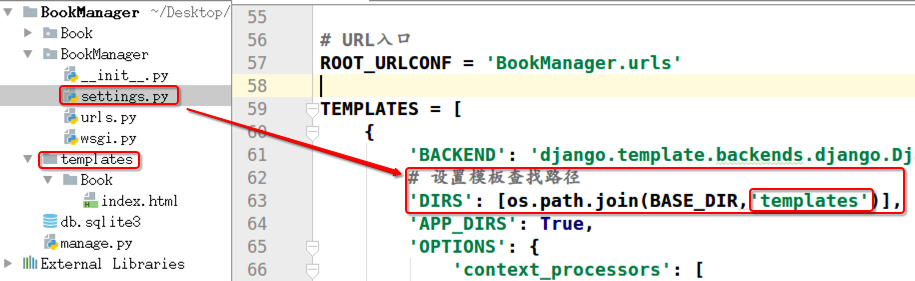 BookManager ~/Desktop/
Book
BookManager
__init__.py
settings.py
urls.py
wsgi.py
templates
Book
index.html
db.sqlite3
manage.py
External Libraries
55
56 # URL入口
57 ROOT_URLCONF = 'BookManager.urls'
58
59 TEMPLATES = [
60 {
61 'BACKEND': 'django.template.backends.django.Dj
62 # 设置模板查找路径
63 'DIRS': [os.path.join(BASE_DIR,'templates')],
64 'APP_DIRS': True,
65 'OPTIONS': {
66 'context_processors': [